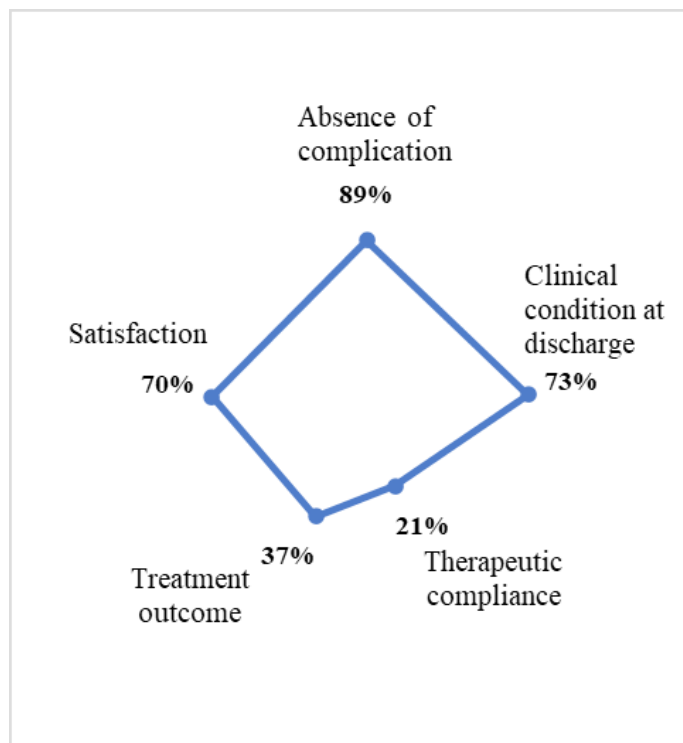 Absence of
complication
89%
Clinical
condition at
discharge
73%
Satisfaction
70%
21%
Therapeutic
compliance
37%
Treatment
outcome